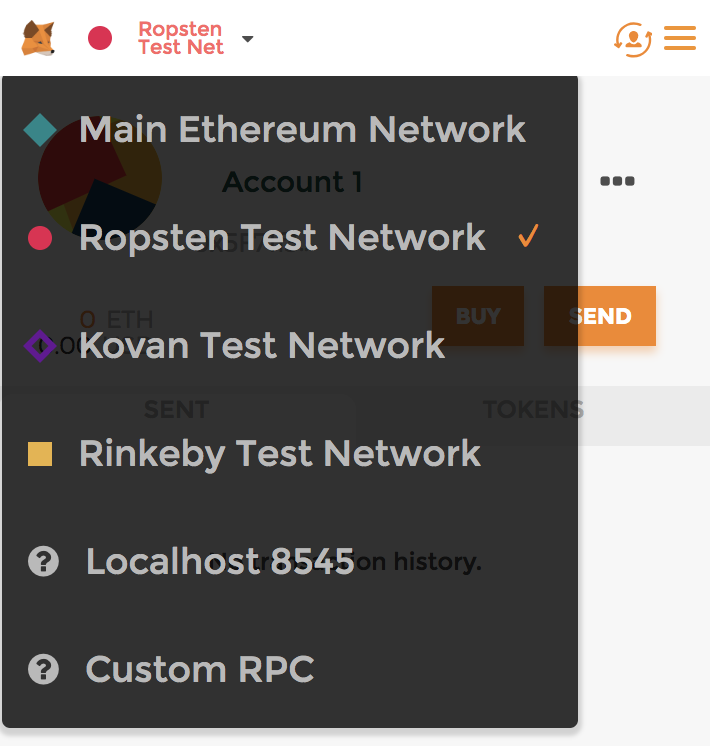 Ropsten
Test Net
Main Ethereum Network
Account 1
Ropsten Test Network
0 ETH
BUY
SEND
Kovan Test Network
SENT
TOKENS
Rinkeby Test Network
Localhost 8545
history.
Custom RPC